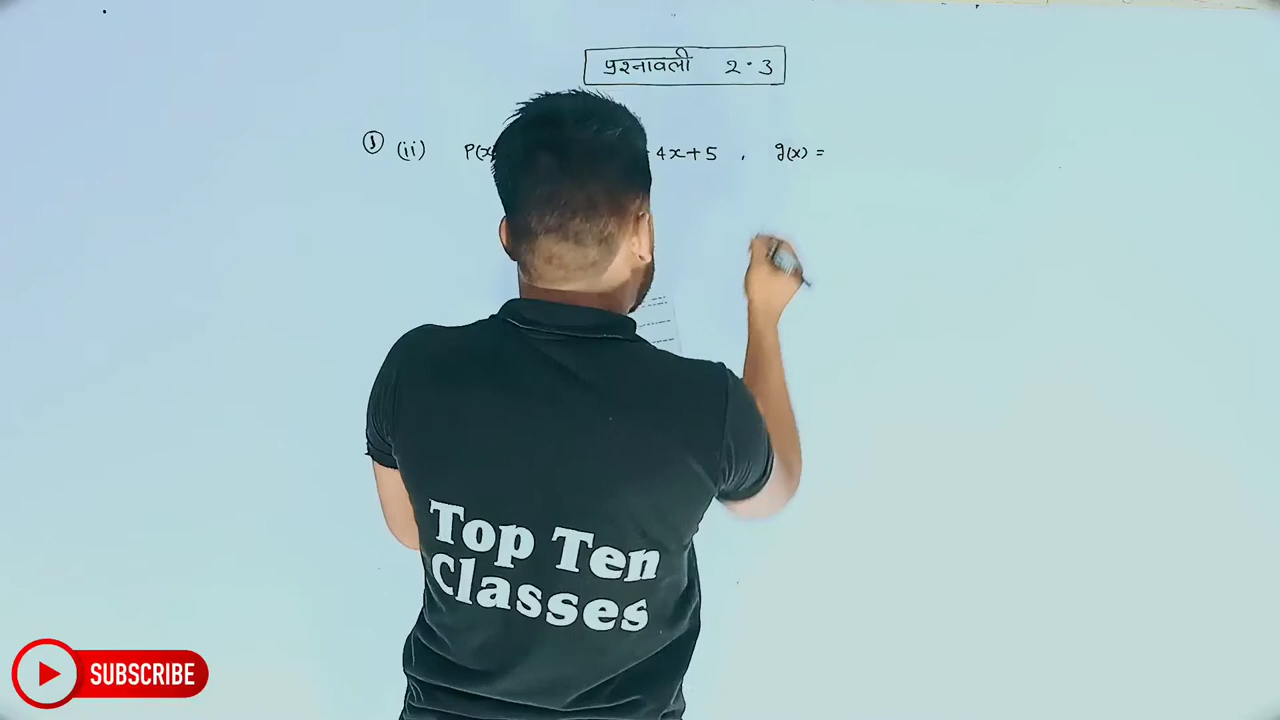 प्रश्नावली 2.3
① (ii) P(x 4x+5 , g(x) =
Top Ten
Classes
SUBSCRIBE